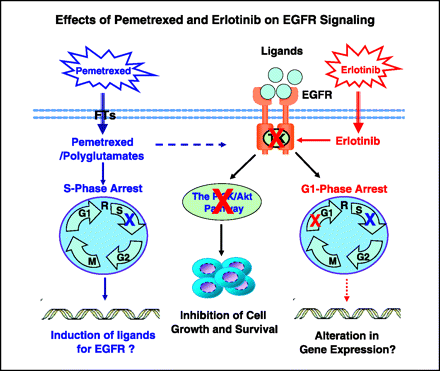 Effects of Pemetrexed and Erlotinib on EGFR Signaling
Ligands
Pemetrexed
Erlotinib
EGFR
FTs
Pemetrexed
/Polyglutamates
Erlotinib
S-Phase Arrest
The PI3K/Akt
Pathway
G1-Phase Arrest
R
S
G1
G2
M
R
S
G1
G2
M
Inhibition of Cell
Growth and Survival
Induction of ligands
for EGFR ?
Alteration in
Gene Expression?